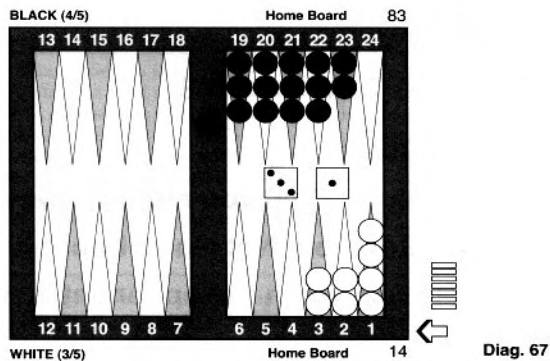 BLACK (4/5) Home Board 83
13 14 15 16 17 18 19 20 21 22 23 24
12 11 10 9 8 7 6 5 4 3 2 1
WHITE (3/5) Home Board 14 Diag. 67